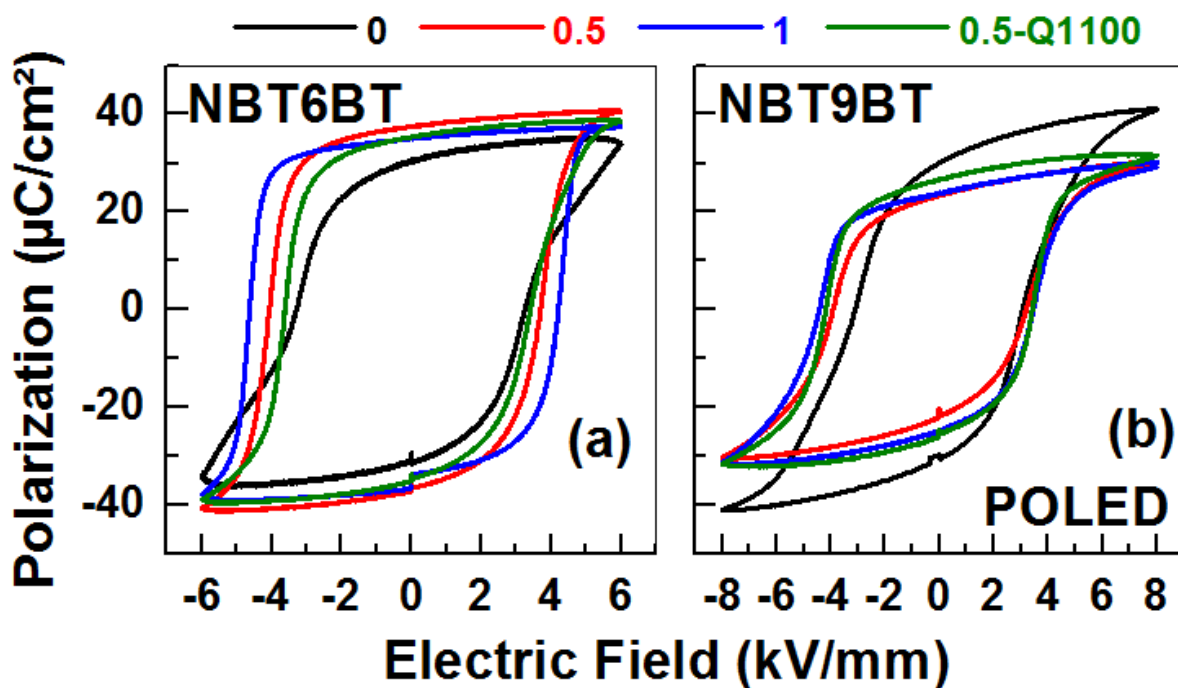 0 0.5 1 0.5-Q1100
Polarization (µC/cm²)
40
20
0
-20
-40
NBT6BT
(a)
-6 -4 -2 0 2 4 6
NBT9BT
(b)
POLED
-8 -6 -4 -2 0 2 4 6 8
Electric Field (kV/mm)